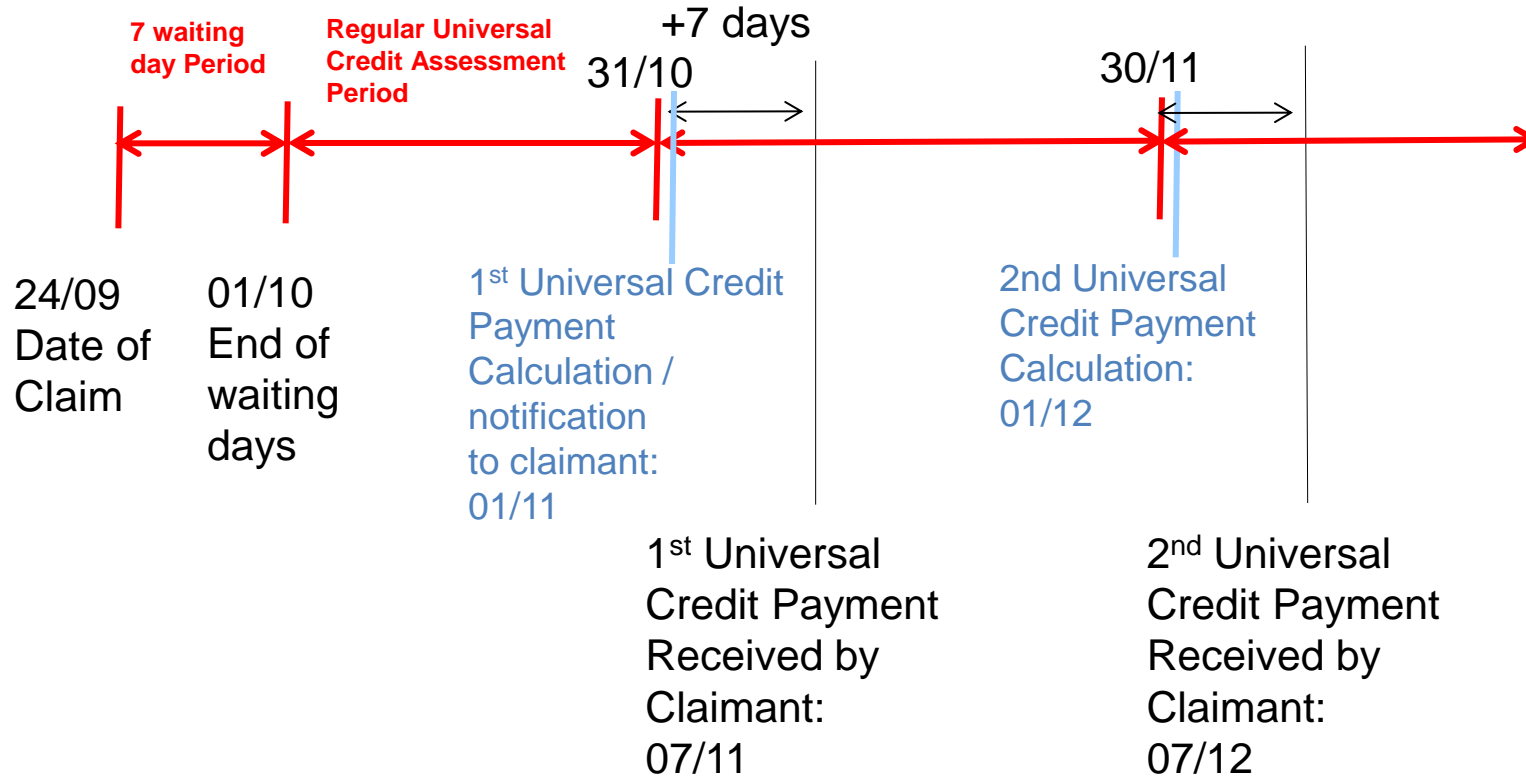 7 waiting
day Period
Regular Universal
Credit Assessment
Period
+7 days
31/10
30/11
24/09
Date of
Claim
01/10
End of
waiting
days
1st Universal Credit
Payment
Calculation /
notification
to claimant:
01/11
2nd Universal
Credit Payment
Calculation:
01/12
1st Universal
Credit Payment
Received by
Claimant:
07/11
2nd Universal
Credit Payment
Received by
Claimant:
07/12